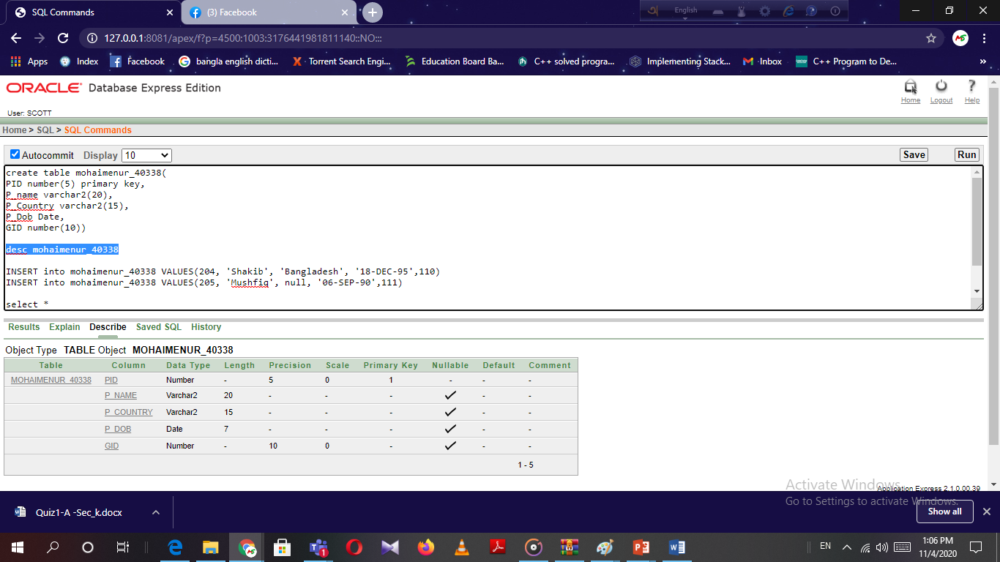 SQL Commands
(3) Facebook
English
127.0.0.1:8081/apex/f?p=4500:1003:3176441981811140::NO:::
Apps Index Facebook bangla english dicti... Torrent Search Engi... Education Board Ba... C++ solved progra... Implementing Stack... Inbox C++ Program to De... »
ORACLE Database Express Edition
Home Logout Help
User: SCOTT
Home > SQL > SQL Commands
Autocommit Display 10 Save Run
create table mohaimenur_40338(
PID number(5) primary key,
P_name varchar2(20),
P_Country varchar2(15),
P_Dob Date,
GID number(10))
desc mohaimenur_40338
INSERT into mohaimenur_40338 VALUES(204, 'Shakib', 'Bangladesh', '18-DEC-95',110)
INSERT into mohaimenur_40338 VALUES(205, 'Mushfiq', null, '06-SEP-90',111)
select *
Results Explain Describe Saved SQL History
Object Type TABLE Object MOHAIMENUR_40338
Table Column Data Type Length Precision Scale Primary Key Nullable Default Comment
MOHAIMENUR_40338 PID Number - 5 0 1 - - -
P_NAME Varchar2 20 - - - ✓ - -
P_COUNTRY Varchar2 15 - - - ✓ - -
P_DOB Date 7 - - - ✓ - -
GID Number - 10 0 - ✓ - -
1 - 5
Application Express 2.1.0.00.39
Activate Windows
Go to Settings to activate Windows.
Quiz1-A -Sec_k.docx
Show all
EN
1:06 PM
11/4/2020